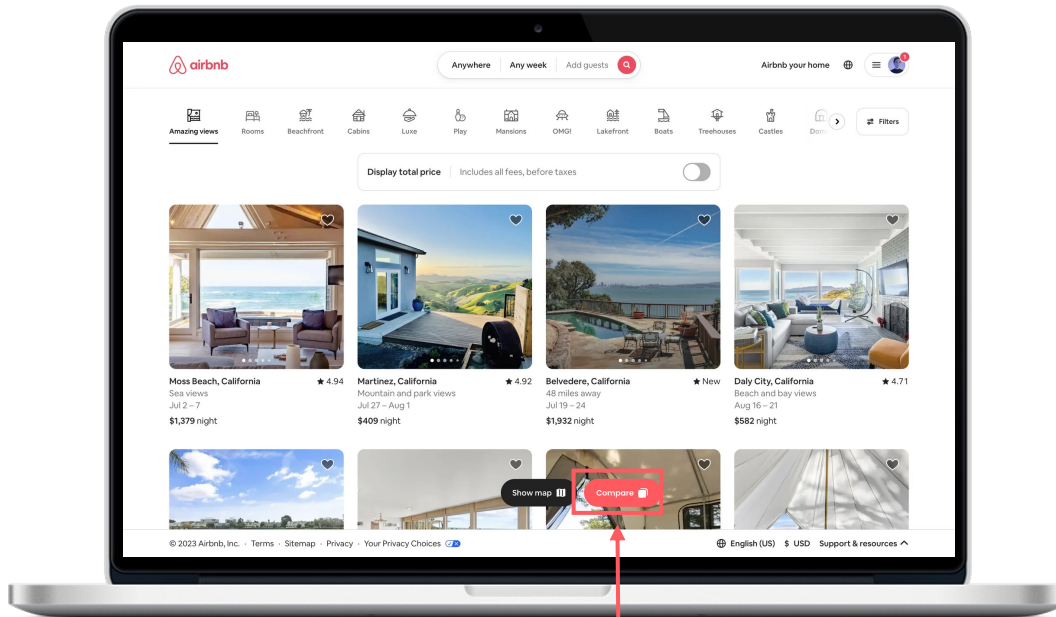 airbnb
Anywhere Any week Add guests
Airbnb your home
1
Amazing views Rooms Beachfront Cabins Luxe Play Mansions OMG! Lakefront Boats Treehouses Castles
Filters
Display total price Includes all fees, before taxes
Moss Beach, California 4.94
Sea views
Jul 2 – 7
$1,379 night
Martinez, California 4.92
Mountain and park views
Jul 27 – Aug 1
$409 night
Belvedere, California New
48 miles away
Jul 19 – 24
$1,932 night
Daly City, California 4.71
Beach and bay views
Aug 16 – 21
$582 night
Show map
Compare
© 2023 Airbnb, Inc. · Terms · Sitemap · Privacy · Your Privacy Choices
English (US) $ USD Support & resources